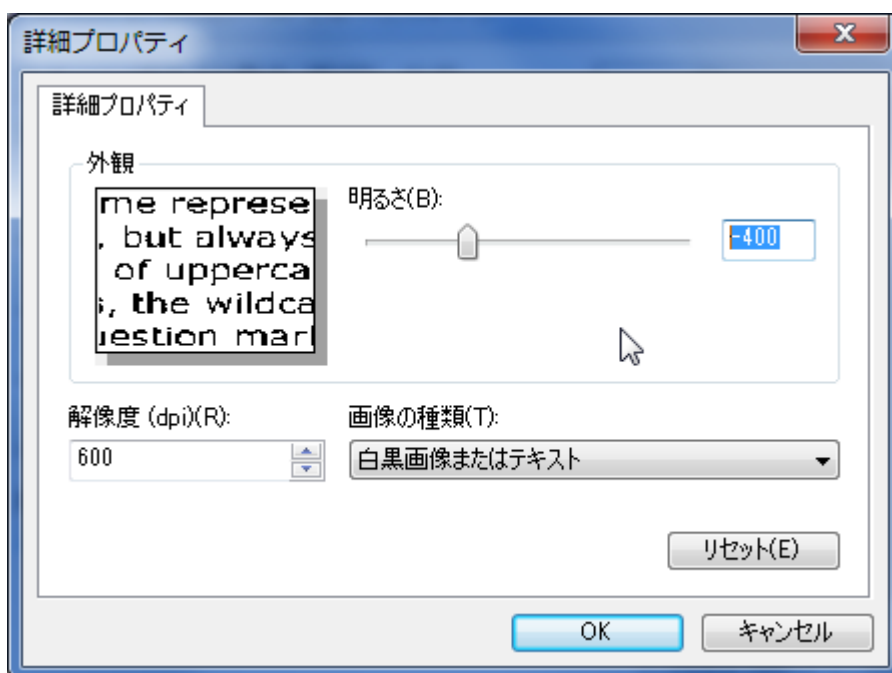 詳細プロパティ
詳細プロパティ
外観
me represe
, but always
of upperca
s, the wildca
uestion mark
明るさ(B):
-400
解像度 (dpi)(R):
600
画像の種類(T):
白黒画像またはテキスト
リセット(E)
OK
キャンセル